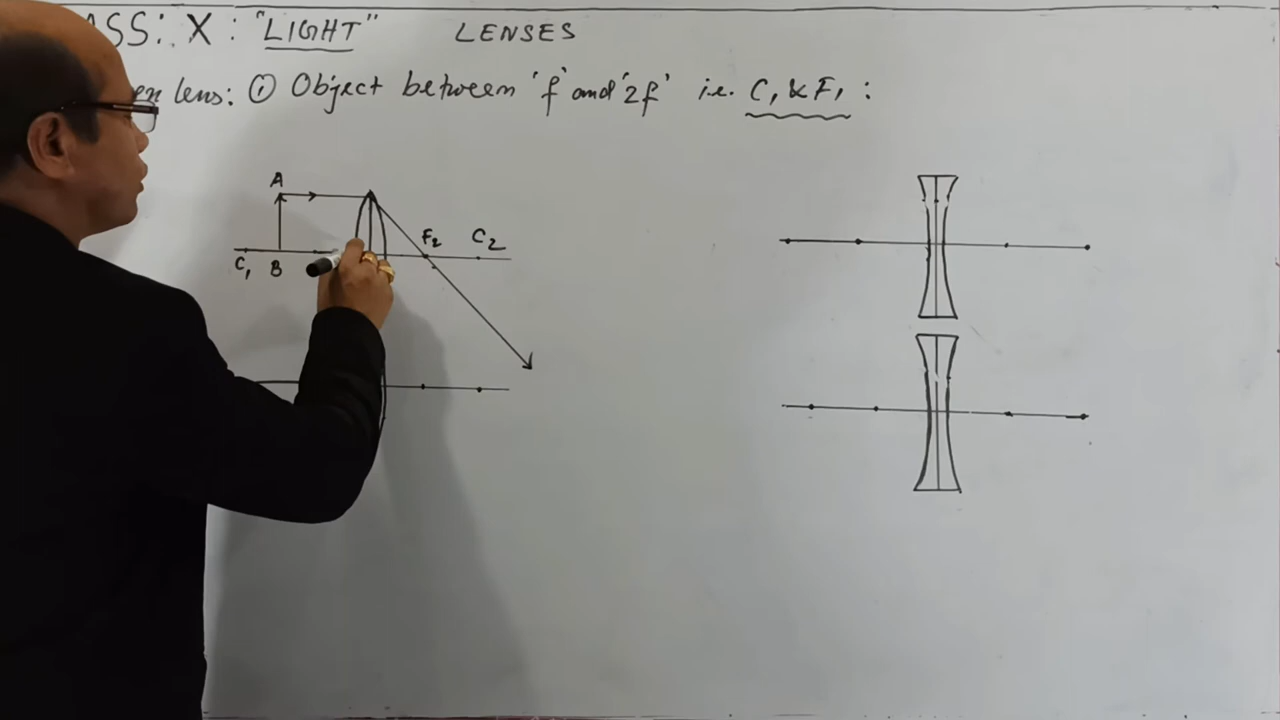 ASS: X : "LIGHT" LENSES
en lens: ① Object between 'f' and '2f' i.e. C₁ & F₁ :
A
F₂ C₂
C₁ B